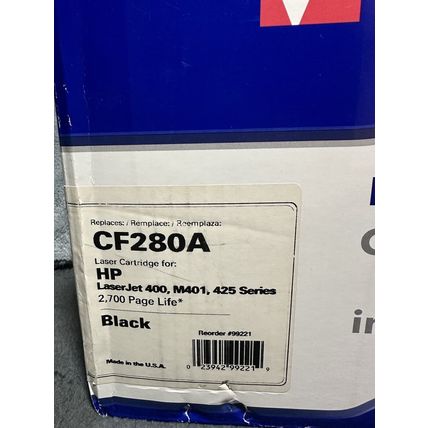 Replaces: / Remplace: / Reemplaza:
CF280A
Laser Cartridge for:
HP
LaserJet 400, M401, 425 Series
2,700 Page Life*
Black
Reorder #99221
Made in the U.S.A.
0 23942 99221 9
in